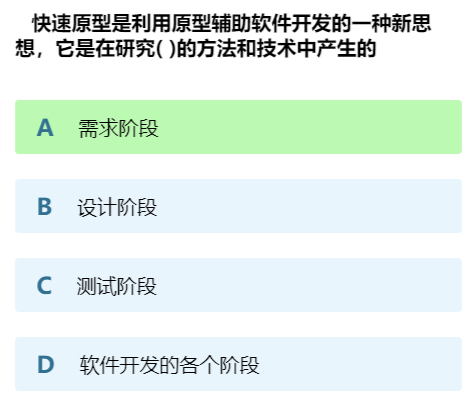 快速原型是利用原型辅助软件开发的一种新思
想，它是在研究( )的方法和技术中产生的
A 需求阶段
B 设计阶段
C 测试阶段
D 软件开发的各个阶段